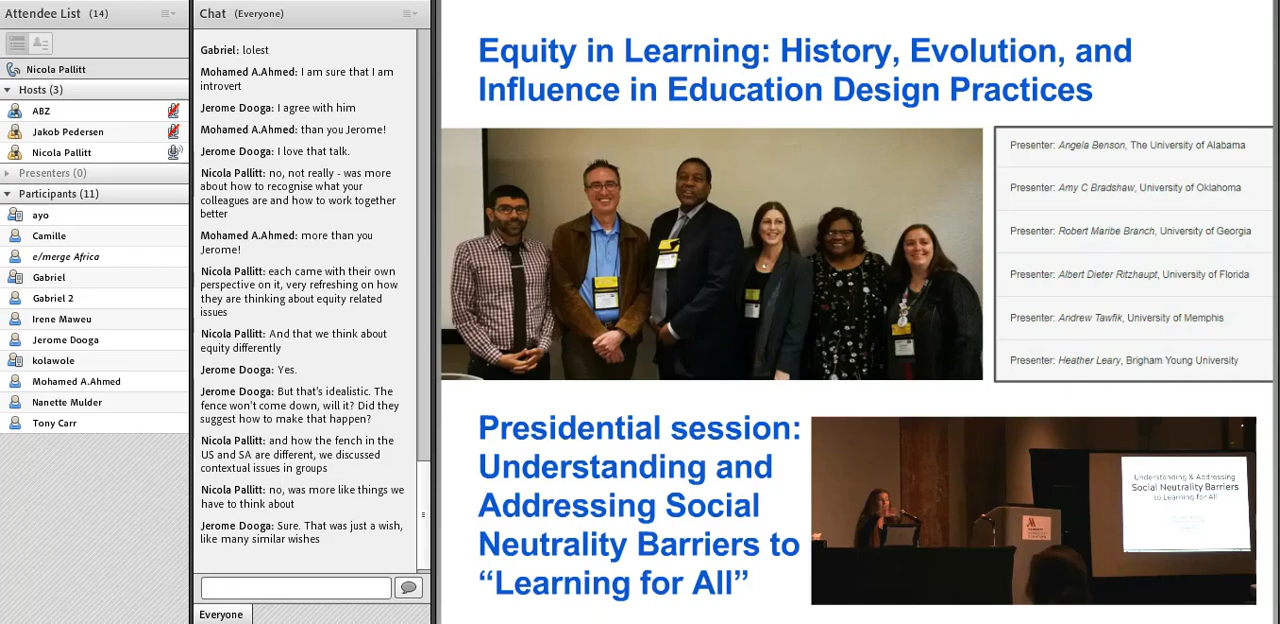 Attendee List (14)
Nicola Pallitt
Hosts (3)
ABZ
Jakob Pedersen
Nicola Pallitt
Presenters (0)
Participants (11)
ayo
Camille
e/merge Africa
Gabriel
Gabriel 2
Irene Maweu
Jerome Dooga
kolawole
Mohamed A.Ahmed
Nanette Mulder
Tony Carr
Chat (Everyone)
Gabriel: lolest
Mohamed A.Ahmed: I am sure that I am
introvert
Jerome Dooga: I agree with him
Mohamed A.Ahmed: than you Jerome!
Jerome Dooga: I love that talk.
Nicola Pallitt: no, not really - was more
about how to recognise what your
colleagues are and how to work together
better
Mohamed A.Ahmed: more than you
Jerome!
Nicola Pallitt: each came with their own
perspective on it, very refreshing on how
they are thinking about equity related
issues
Nicola Pallitt: And that we think about
equity differently
Jerome Dooga: Yes.
Jerome Dooga: But that's idealistic. The
fence won't come down, will it? Did they
suggest how to make that happen?
Nicola Pallitt: and how the fench in the
US and SA are different, we discussed
contextual issues in groups
Nicola Pallitt: no, was more like things we
have to think about
Jerome Dooga: Sure. That was just a wish,
like many similar wishes
Everyone
Equity in Learning: History, Evolution, and
Influence in Education Design Practices
Presenter: Angela Benson, The University of Alabama
Presenter: Amy C Bradshaw, University of Oklahoma
Presenter: Robert Maribe Branch, University of Georgia
Presenter: Albert Dieter Ritzhaupt, University of Florida
Presenter: Andrew Tawfik, University of Memphis
Presenter: Heather Leary, Brigham Young University
Presidential session:
Understanding and
Addressing Social
Neutrality Barriers to
“Learning for All”
Understanding & Addressing
Social Neutrality Barriers
to Learning for All